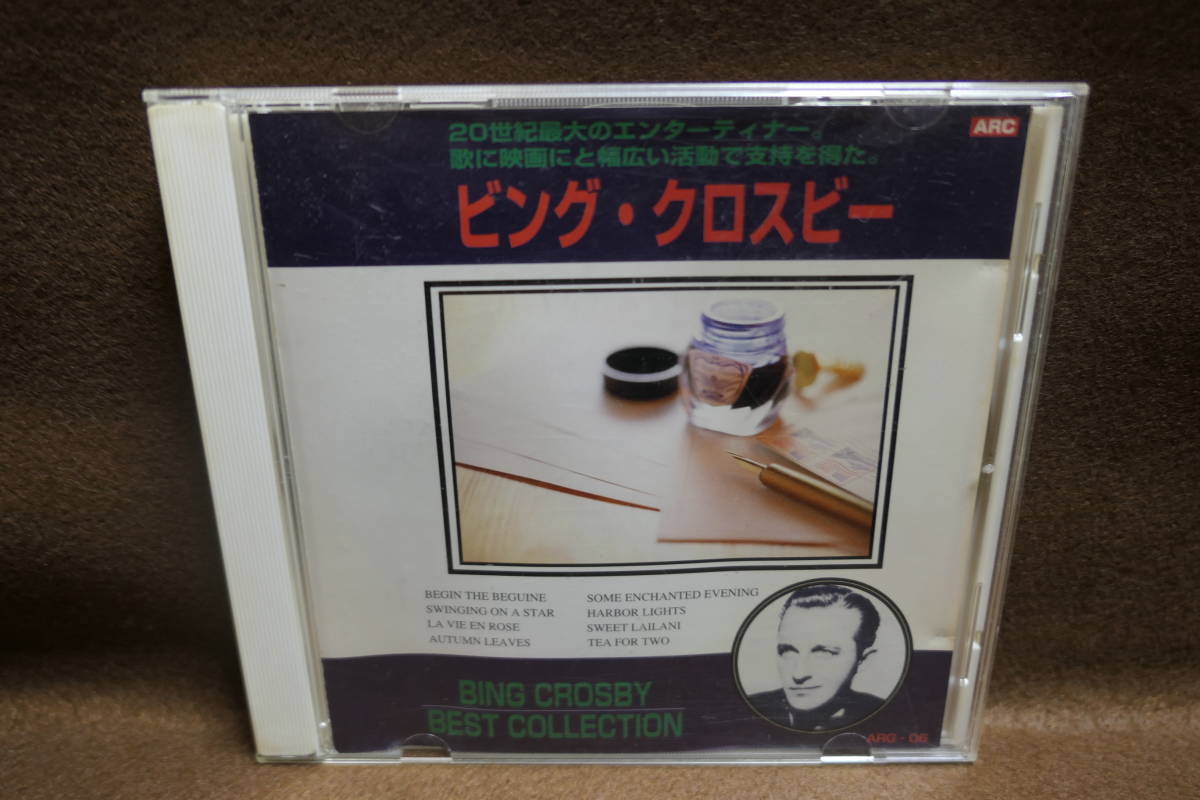 20世紀最大のエンターティナー。
歌に映画にと幅広い活動で支持を得た。
ARC
ビング・クロスビー
BEGIN THE BEGUINE
SWINGING ON A STAR
LA VIE EN ROSE
AUTUMN LEAVES
SOME ENCHANTED EVENING
HARBOR LIGHTS
SWEET LAILANI
TEA FOR TWO
BING CROSBY
BEST COLLECTION
ARG - 06